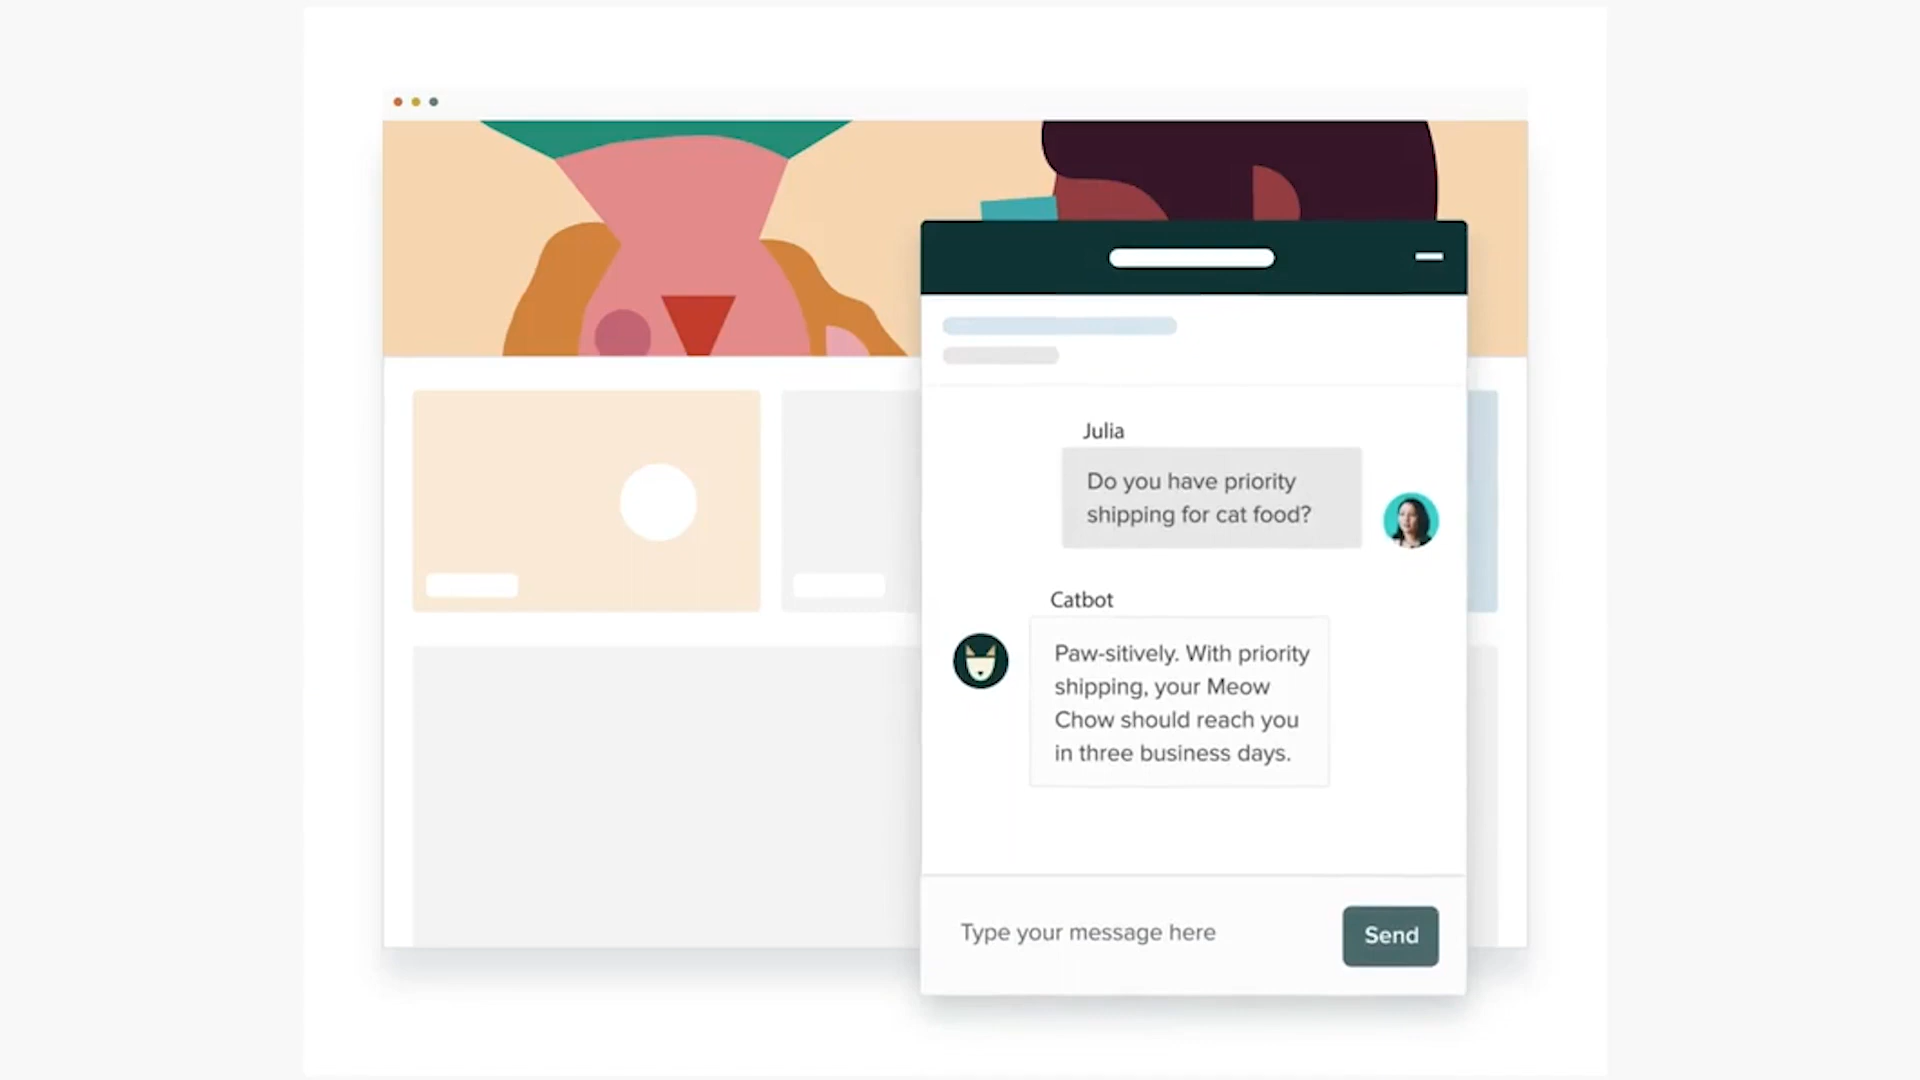 Julia
Do you have priority
shipping for cat food?
Catbot
Paw-sitively. With priority
shipping, your Meow
Chow should reach you
in three business days.
Type your message here
Send